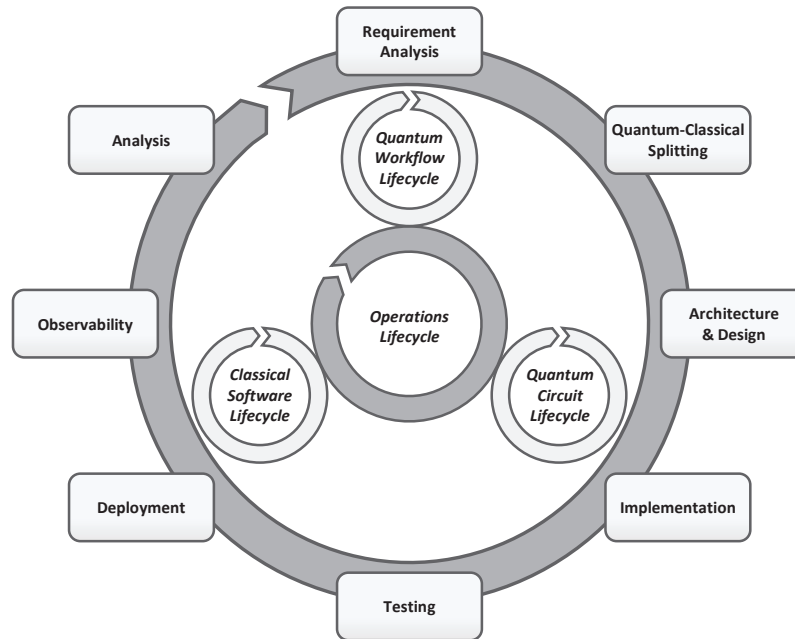 Requirement
Analysis
Analysis
Quantum-Classical
Splitting
Quantum
Workflow
Lifecycle
Observability
Operations
Lifecycle
Architecture
& Design
Classical
Software
Lifecycle
Quantum
Circuit
Lifecycle
Deployment
Implementation
Testing